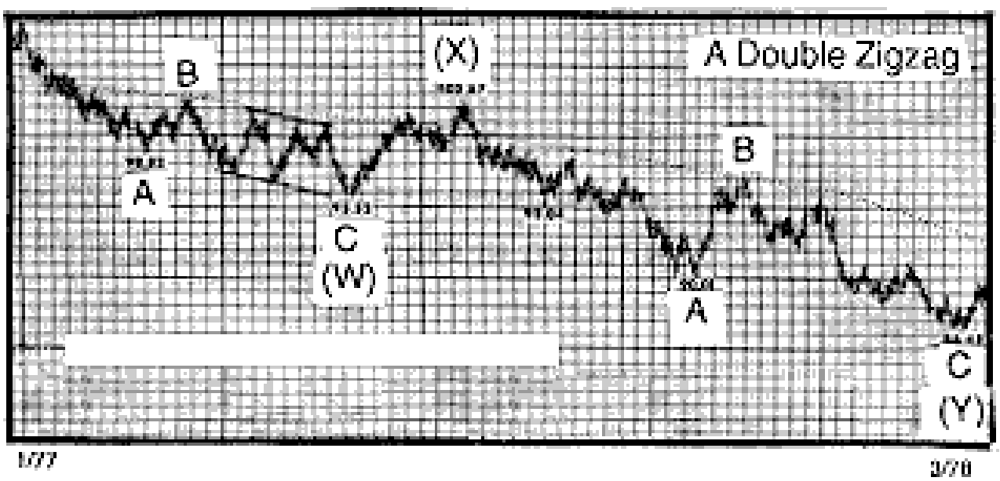 (X)
A Double Zigzag
B
B
A
C
(W)
A
C
(Y)
1/77
3/78